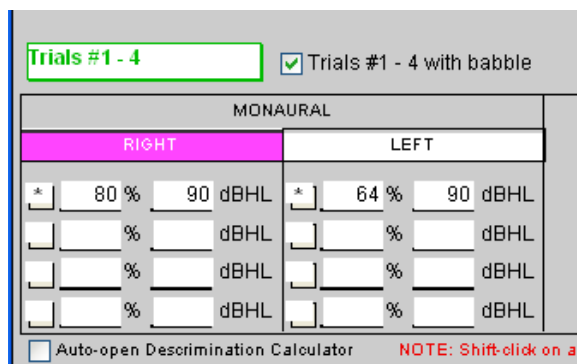 Trials #1 - 4
Trials #1 - 4 with babble
MONAURAL
RIGHT LEFT
* 80 % 90 dBHL * 64 % 90 dBHL
% dBHL % dBHL
% dBHL % dBHL
% dBHL % dBHL
Auto-open Descrimination Calculator NOTE: Shift-click on a